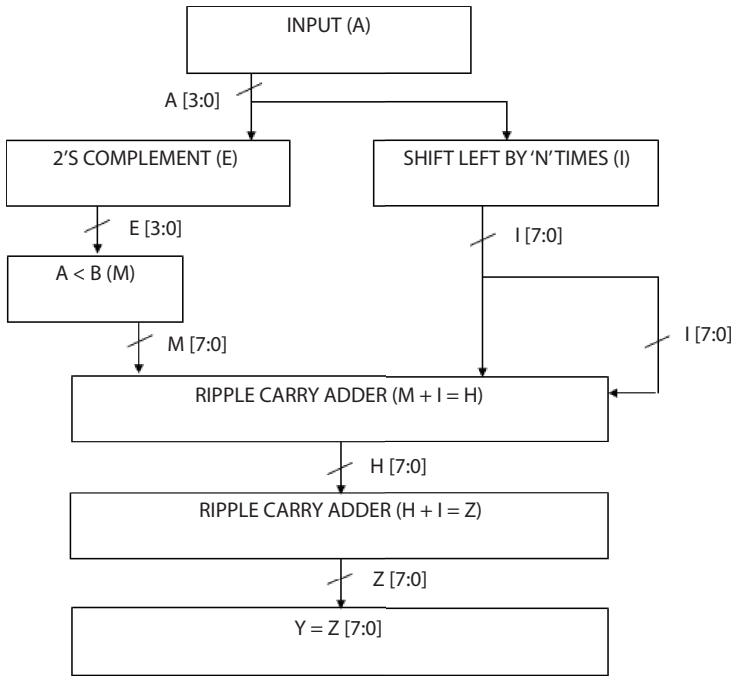 INPUT (A)
A [3:0]
2'S COMPLEMENT (E)
SHIFT LEFT BY 'N' TIMES (I)
E [3:0]
I [7:0]
A < B (M)
M [7:0]
I [7:0]
RIPPLE CARRY ADDER (M + I = H)
H [7:0]
RIPPLE CARRY ADDER (H + I = Z)
Z [7:0]
Y = Z [7:0]